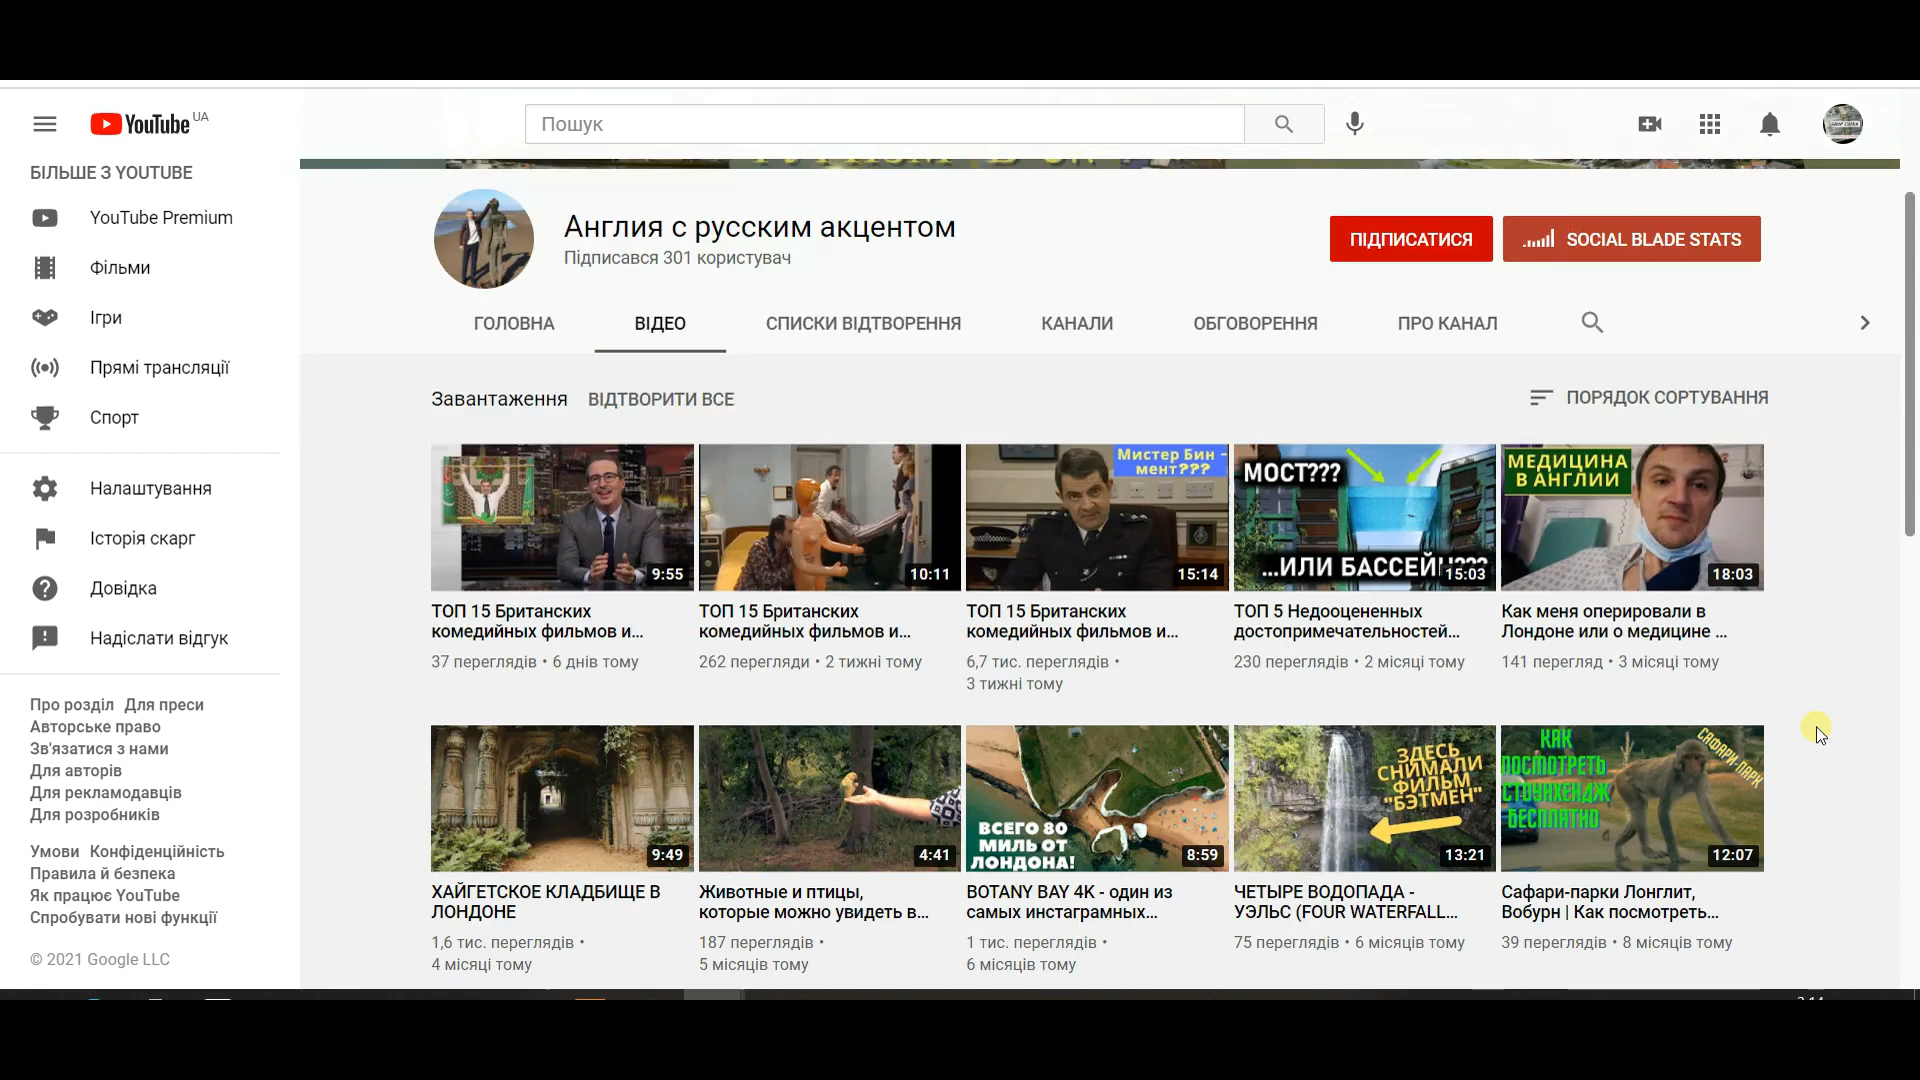 YouTube UA
Пошук
БІЛЬШЕ З YOUTUBE
YouTube Premium
Фільми
Ігри
Прямі трансляції
Спорт
Налаштування
Історія скарг
Довідка
Надіслати відгук
Про розділ Для преси
Авторське право
Зв'язатися з нами
Для авторів
Для рекламодавців
Для розробників
Умови Конфіденційність
Правила й безпека
Як працює YouTube
Спробувати нові функції
© 2021 Google LLC
Англия с русским акцентом
Підписався 301 користувач
ПІДПИСАТИСЯ
SOCIAL BLADE STATS
ГОЛОВНА ВІДЕО СПИСКИ ВІДТВОРЕННЯ КАНАЛИ ОБГОВОРЕННЯ ПРО КАНАЛ
Завантаження ВІДТВОРИТИ ВСЕ
ПОРЯДОК СОРТУВАННЯ
9:55
ТОП 15 Британских
комедийных фильмов и...
37 переглядів • 6 днів тому
10:11
ТОП 15 Британских
комедийных фильмов и...
262 перегляди • 2 тижні тому
Мистер Бин -
мент???
15:14
ТОП 15 Британских
комедийных фильмов и...
6,7 тис. переглядів •
3 тижні тому
МОСТ???
...ИЛИ БАССЕЙН???
15:03
ТОП 5 Недооцененных
достопримечательностей...
230 переглядів • 2 місяці тому
МЕДИЦИНА
В АНГЛИИ
18:03
Как меня оперировали в
Лондоне или о медицине ...
141 перегляд • 3 місяці тому
9:49
ХАЙГЕТСКОЕ КЛАДБИЩЕ В
ЛОНДОНЕ
1,6 тис. переглядів •
4 місяці тому
4:41
Животные и птицы,
которые можно увидеть в...
187 переглядів •
5 місяців тому
ВСЕГО 80
МИЛЬ ОТ
ЛОНДОНА!
8:59
BOTANY BAY 4K - один из
самых инстаграмных...
1 тис. переглядів •
6 місяців тому
ЗДЕСЬ
СНИМАЛИ
ФИЛЬМ
"БЭТМЕН"
13:21
ЧЕТЫРЕ ВОДОПАДА -
УЭЛЬС (FOUR WATERFALL...
75 переглядів • 6 місяців тому
КАК
ПОСМОТРЕТЬ
СТОУНХЕНДЖ
БЕСПЛАТНО
САФАРИ-ПАРК
12:07
Сафари-парки Лонглит,
Вобурн | Как посмотреть...
39 переглядів • 8 місяців тому